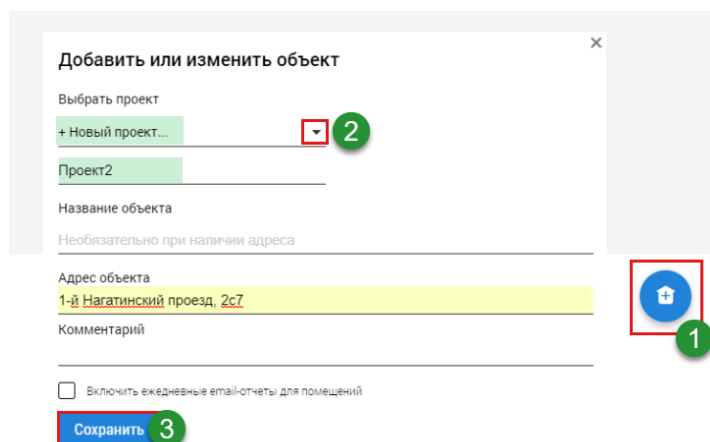 Добавить или изменить объект
Выбрать проект
+ Новый проект...
2
Проект2
Название объекта
Необязательно при наличии адреса
Адрес объекта
1-й Нагатинский проезд, 2с7
1
Комментарий
Включить ежедневные email-отчеты для помещений
Сохранить 3